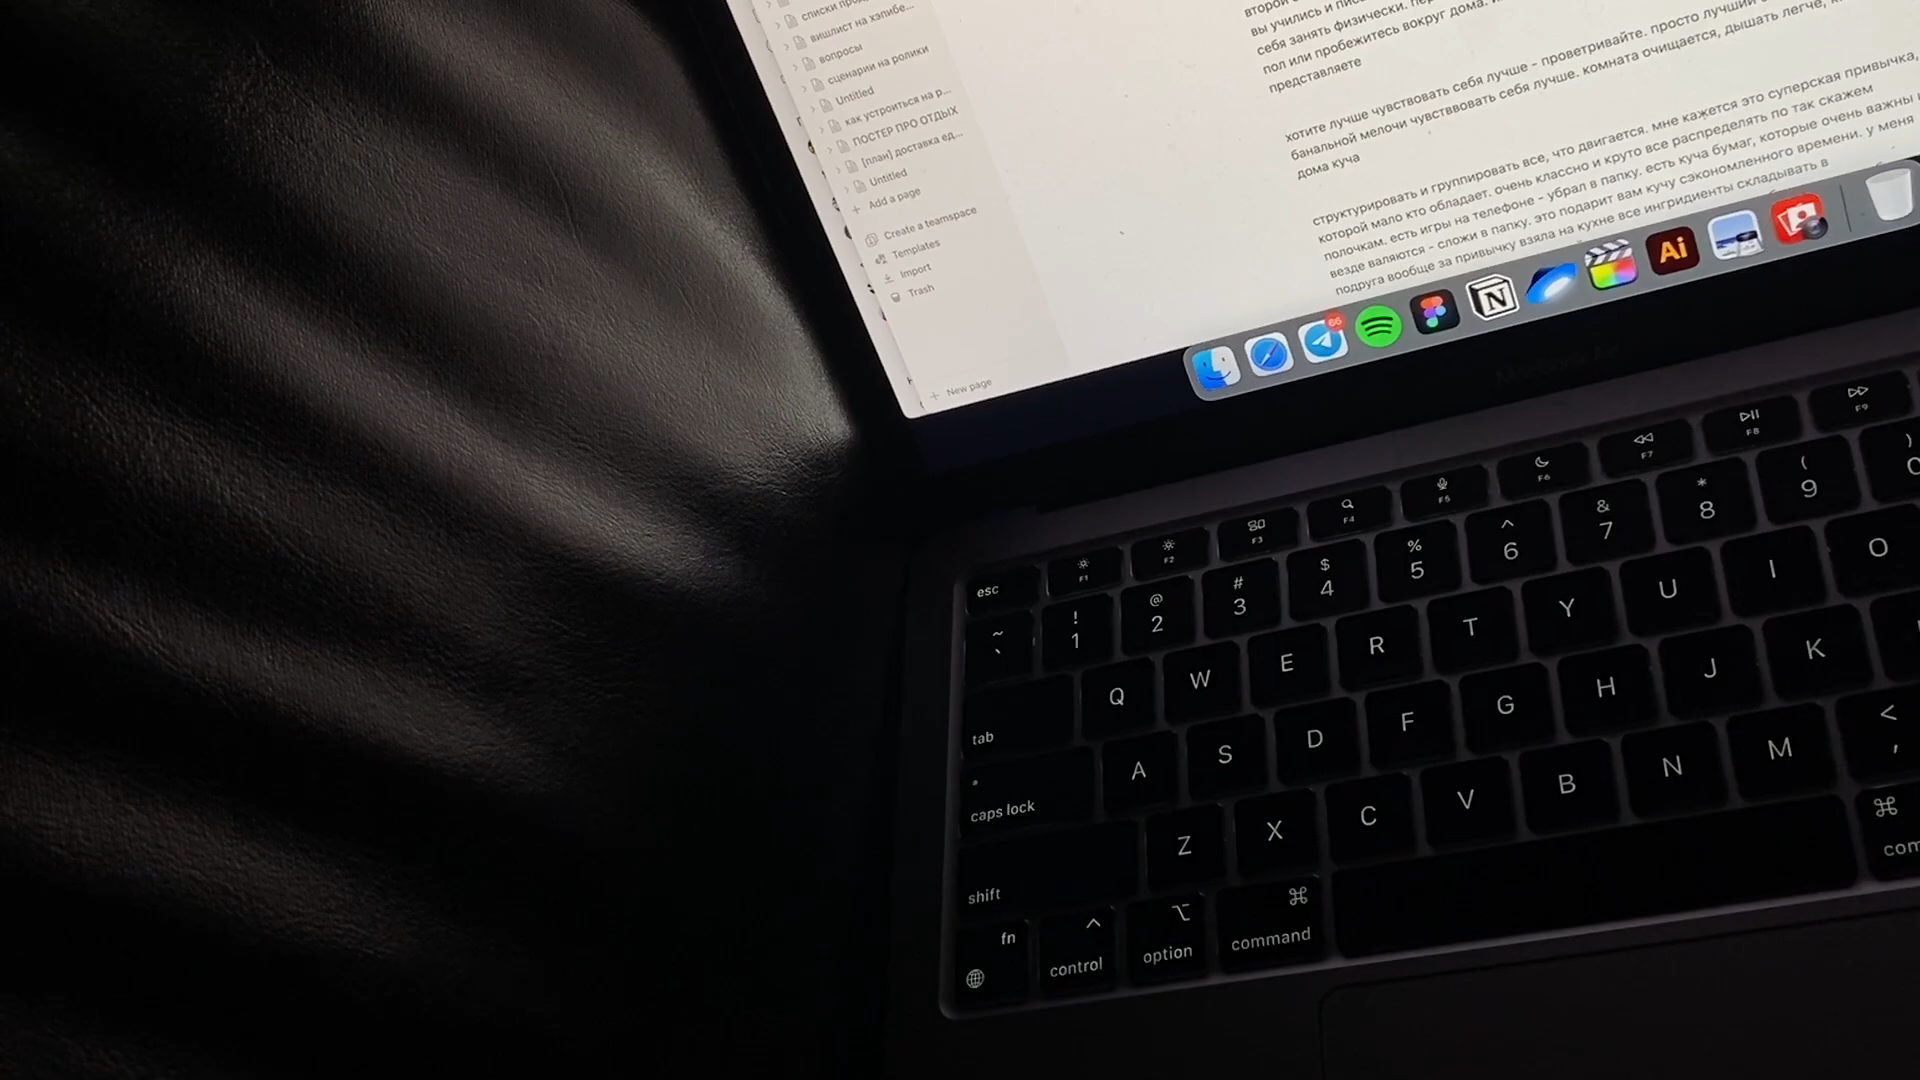 списки
вишлист на хэпибе...
вопросы
сценарии на ролики
Untitled
как устроиться на р...
ПОСТЕР ПРО ОТДЫХ
[план] доставка ед...
Untitled
Add a page
Create a teamspace
Templates
Import
Trash
New page
второй
вы учились и
себя занять физически.
пол или пробежитесь вокруг дома.
представляете
хотите лучше чувствовать себя лучше - проветривайте. просто лучший
банальной мелочи чувстввовать себя лучше. комната очищается, дышать легче,
дома куча
структурировать и группировать все, что двигается. мне кажется это суперская привычка,
которой мало кто обладает. очень классно и круто все распределять по так скажем
полочкам. есть игры на телефоне - убрал в папку. есть куча бумаг, которые очень важны и
везде валяются - сложи в папку. это подарит вам кучу сэкономленного времени. у меня
подруга вообще за привычку взяла на кухне все ингридиенты складывать в
66
N
Ai
esc
F1
F2
F3
F4
F5
F6
F7
F8
F9
~ ! @ # $ % ^ & * ( )
` 1 2 3 4 5 6 7 8 9 0
tab Q W E R T Y U I O
caps lock A S D F G H J K
shift Z X C V B N M < ,
fn control ^ option ⌥ command ⌘ ⌘